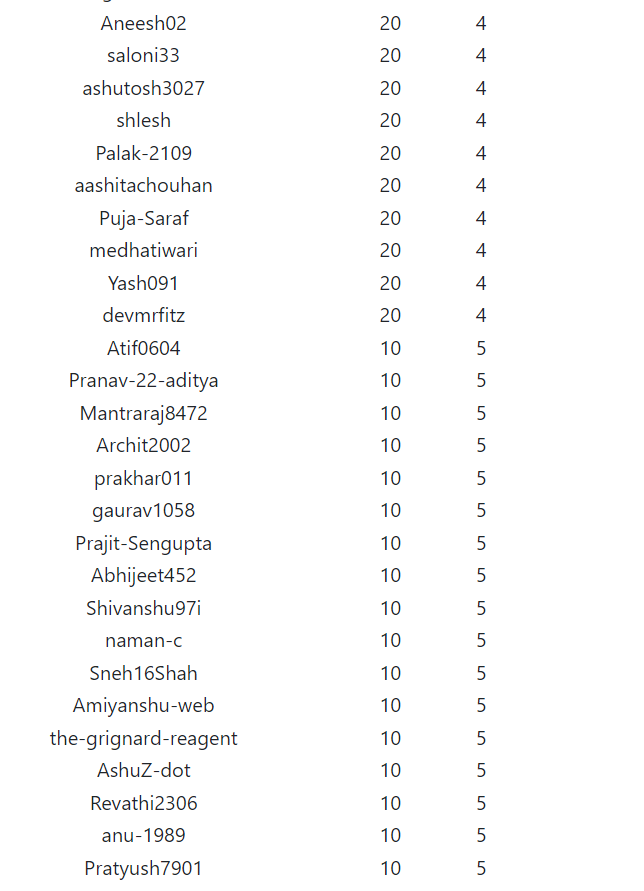 Aneesh02 20 4
saloni33 20 4
ashutosh3027 20 4
shlesh 20 4
Palak-2109 20 4
aashitachouhan 20 4
Puja-Saraf 20 4
medhatiwari 20 4
Yash091 20 4
devmrfitz 20 4
Atif0604 10 5
Pranav-22-aditya 10 5
Mantraraj8472 10 5
Archit2002 10 5
prakhar011 10 5
gaurav1058 10 5
Prajit-Sengupta 10 5
Abhijeet452 10 5
Shivanshu97i 10 5
naman-c 10 5
Sneh16Shah 10 5
Amiyanshu-web 10 5
the-grignard-reagent 10 5
AshuZ-dot 10 5
Revathi2306 10 5
anu-1989 10 5
Pratyush7901 10 5